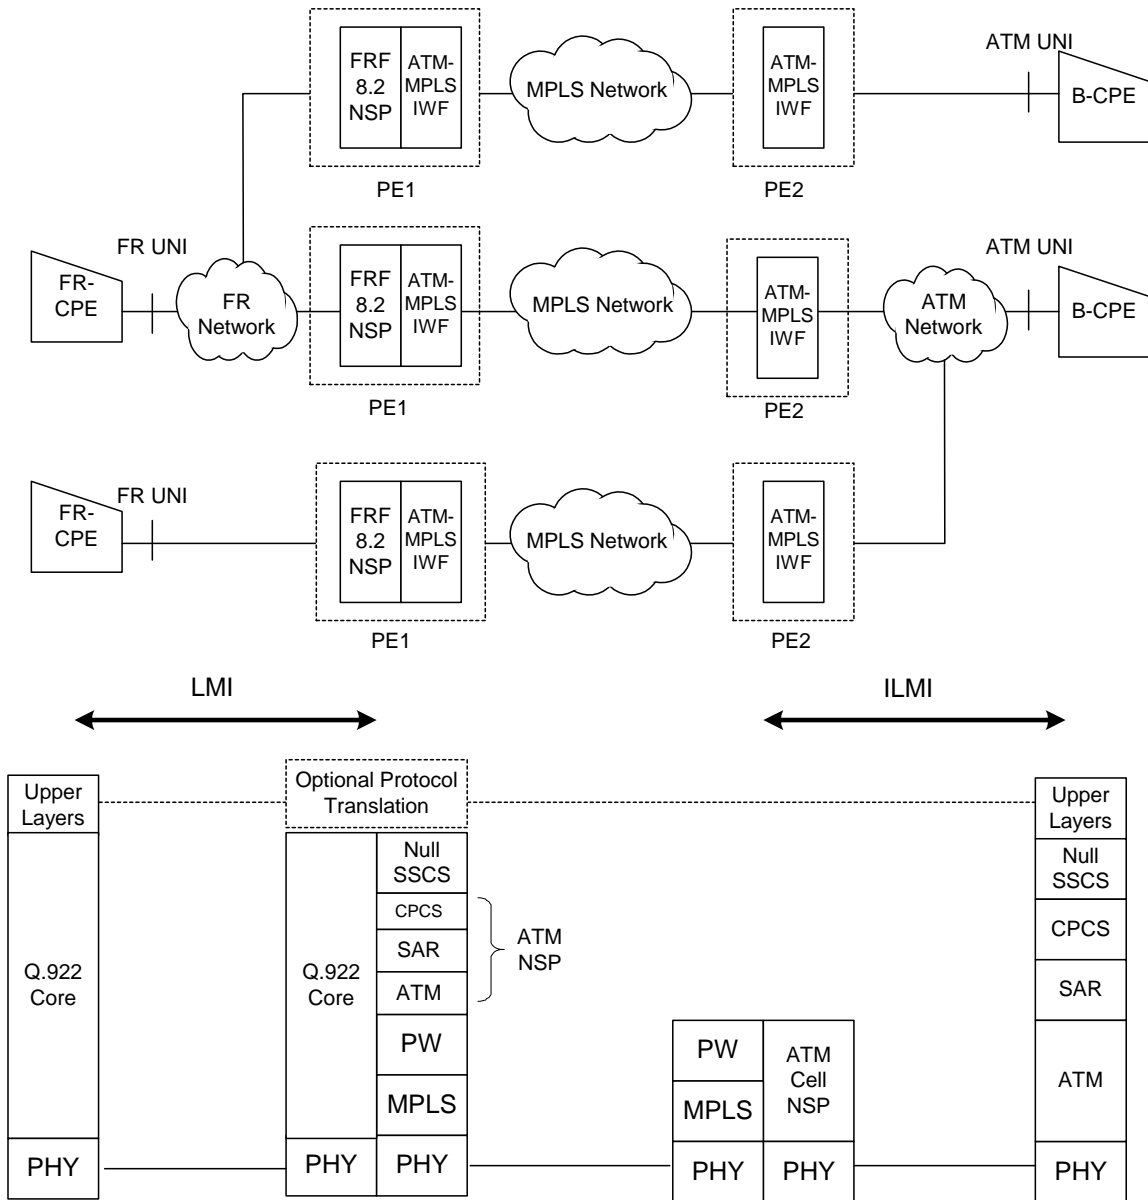 FRF
8.2
NSP
ATM-
MPLS
IWF
MPLS Network
ATM-
MPLS
IWF
ATM UNI
B-CPE
PE1
PE2
FR-
CPE
FR UNI
FR
Network
FRF
8.2
NSP
ATM-
MPLS
IWF
MPLS Network
ATM-
MPLS
IWF
ATM
Network
ATM UNI
B-CPE
PE1
PE2
FR-
CPE
FR UNI
FRF
8.2
NSP
ATM-
MPLS
IWF
MPLS Network
ATM-
MPLS
IWF
PE1
PE2
LMI
ILMI
Upper
Layers
Q.922
Core
PHY
Optional Protocol
Translation
Q.922
Core
PHY
Null
SSCS
CPCS
SAR
ATM
PW
MPLS
PHY
ATM
NSP
PW
MPLS
PHY
ATM
Cell
NSP
PHY
Upper
Layers
Null
SSCS
CPCS
SAR
ATM
PHY